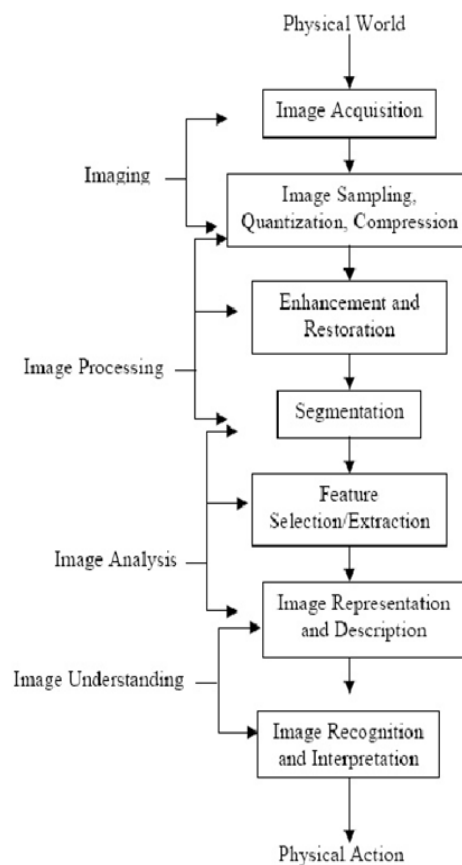 Physical World
Image Acquisition
Imaging
Image Sampling,
Quantization, Compression
Enhancement and
Restoration
Image Processing
Segmentation
Feature
Selection/Extraction
Image Analysis
Image Representation
and Description
Image Understanding
Image Recognition
and Interpretation
Physical Action